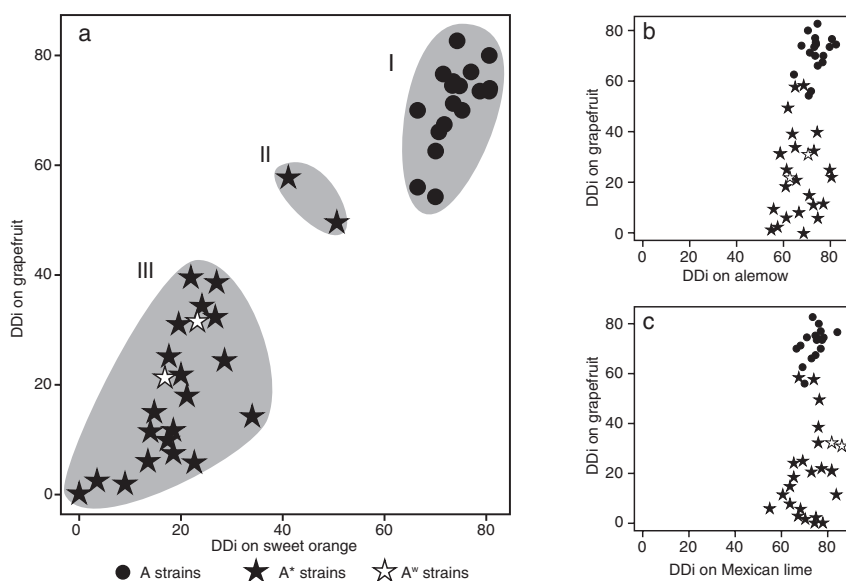 a
I
II
III
DDi on grapefruit
80
60
40
20
0
0 20 40 60 80
DDi on sweet orange
b
DDi on grapefruit
80
60
40
20
0
0 20 40 60 80
DDi on alemow
c
DDi on grapefruit
80
60
40
20
0
0 20 40 60 80
DDi on Mexican lime
A strains A* strains Aʷ strains